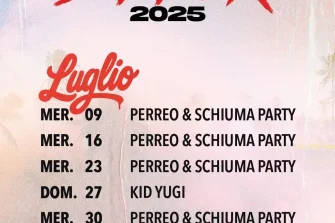 2025
Luglio
MER. 09 PERREO & SCHIUMA PARTY
MER. 16 PERREO & SCHIUMA PARTY
MER. 23 PERREO & SCHIUMA PARTY
DOM. 27 KID YUGI
MER. 30 PERREO & SCHIUMA PARTY